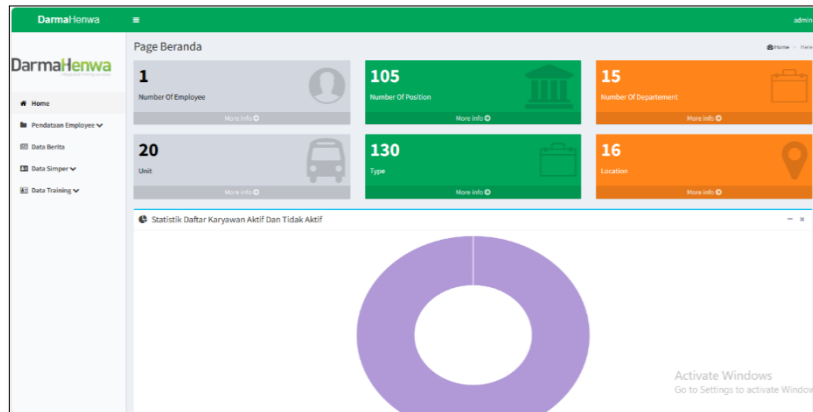 DarmaHenwa
admin
Page Beranda
Home
DarmaHenwa
1
Number Of Employee
More info
105
Number Of Position
More info
15
Number Of Departement
More info
Home
Pendataan Employee
Data Berita
Data Simper
Data Training
20
Unit
More info
130
Type
More info
16
Location
More info
Statistik Daftar Karyawan Aktif Dan Tidak Aktif
Activate Windows
Go to Settings to activate Window